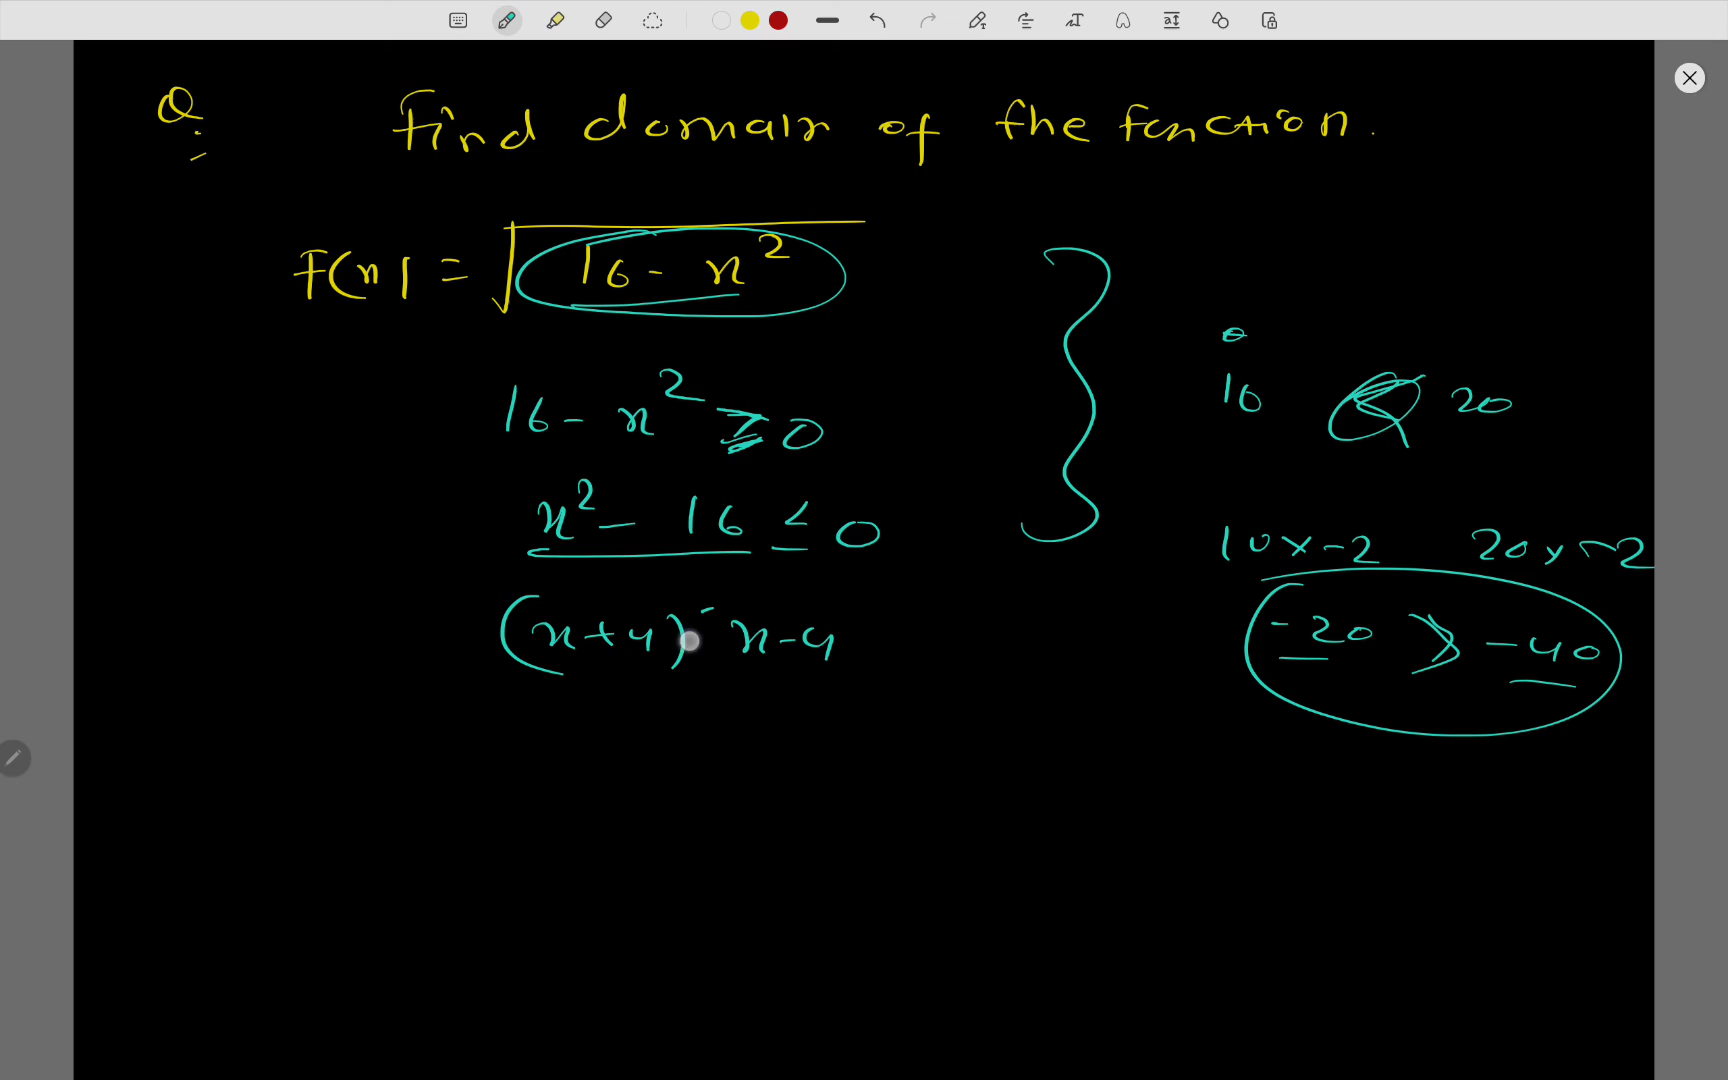 Q. Find domain of the function.
F(x) = √16 - x²
16 - x² ≥ 0
x² - 16 ≤ 0
(x+4) x-4
10 < 20
10x-2 20x-2
-20 > -40